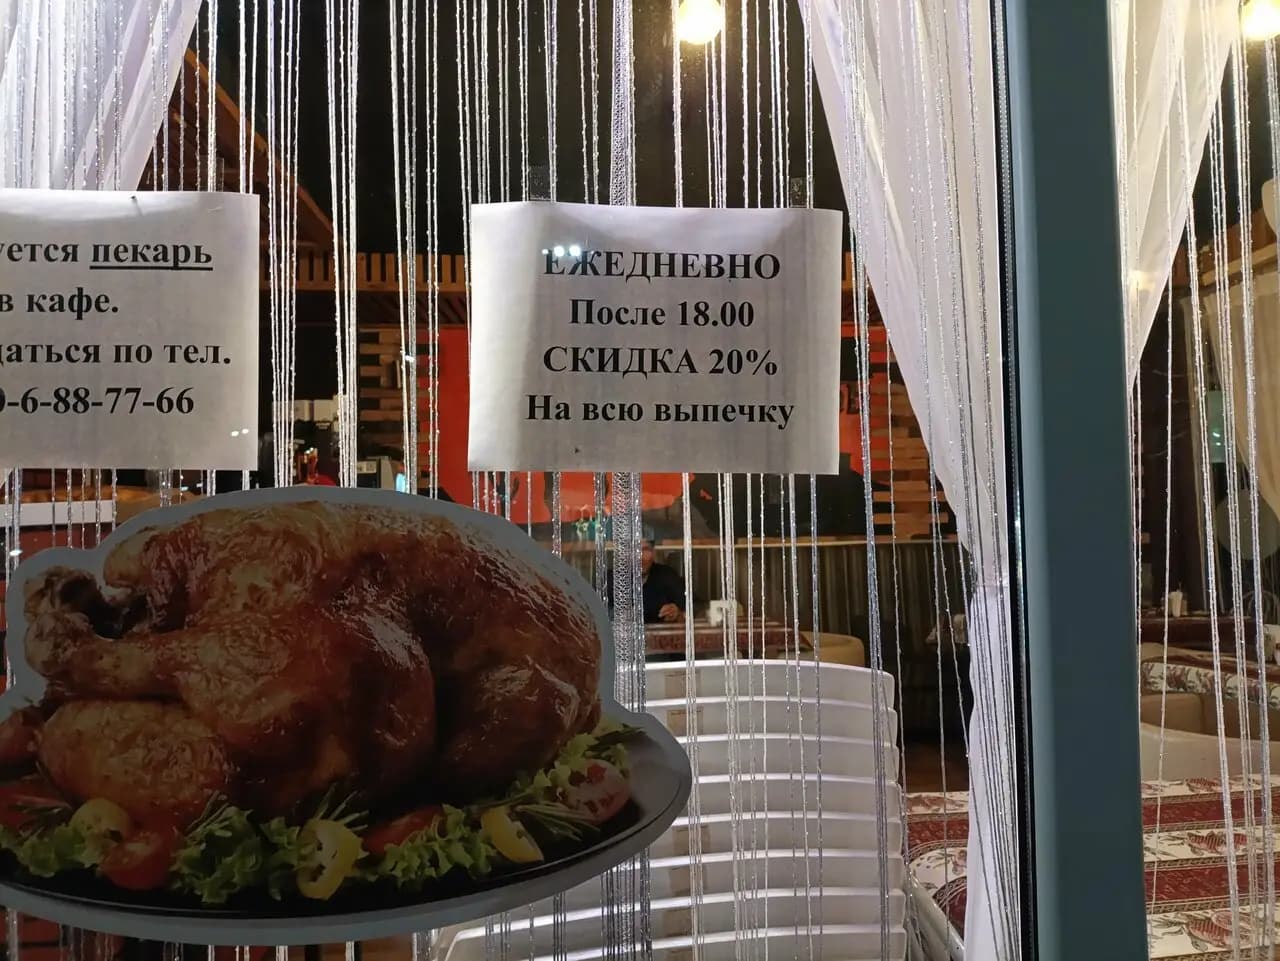 уется пекарь
в кафе.
даться по тел.
0-6-88-77-66
ЕЖЕДНЕВНО
После 18.00
СКИДКА 20%
На всю выпечку